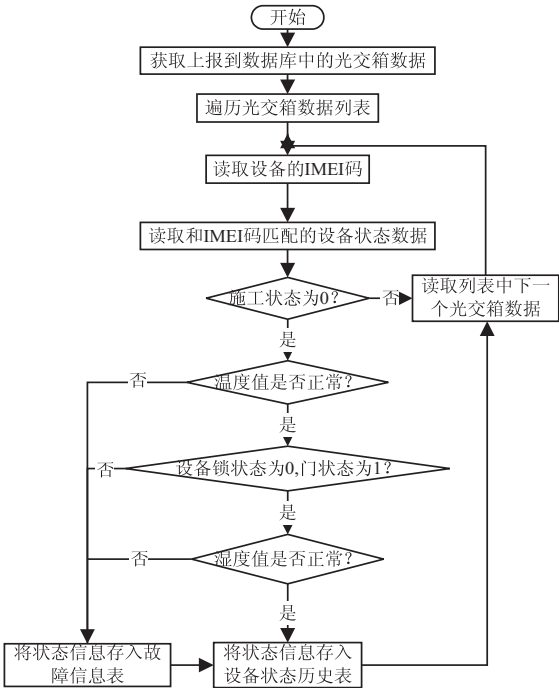 开始
获取上报到数据库中的光交箱数据
遍历光交箱数据列表
读取设备的IMEI码
读取和IMEI码匹配的设备状态数据
施工状态为0?
否
读取列表中下一
个光交箱数据
是
否
温度值是否正常?
是
否
设备锁状态为0,门状态为1?
是
否
湿度值是否正常?
是
将状态信息存入故
障信息表
将状态信息存入
设备状态历史表